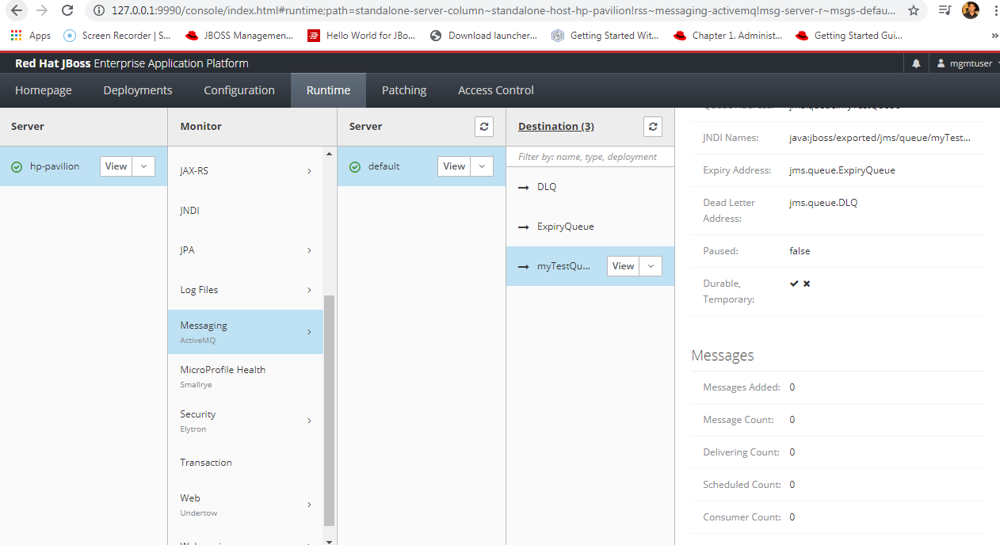 127.0.0.1:9990/console/index.html#runtime;path=standalone-server-column~standalone-host-hp-pavilion!rss~messaging-activemq!msg-server-r~msgs-defau...
Apps
Screen Recorder | S...
JBOSS Managemen...
Hello World for JBo...
Download launcher...
Getting Started Wit...
Chapter 1. Administ...
Getting Started Gui...
»
Red Hat JBoss Enterprise Application Platform
mgmtuser
Homepage
Deployments
Configuration
Runtime
Patching
Access Control
Server
hp-pavilion
View
Monitor
JAX-RS
JNDI
JPA
Log Files
Messaging
ActiveMQ
MicroProfile Health
Smallrye
Security
Elytron
Transaction
Web
Undertow
Server
default
View
Destination (3)
Filter by: name, type, deployment
DLQ
ExpiryQueue
myTestQu...
View
JNDI Names: java:jboss/exported/jms/queue/myTest...
Expiry Address: jms.queue.ExpiryQueue
Dead Letter jms.queue.DLQ
Address:
Paused: false
Durable,
Temporary:
Messages
Messages Added: 0
Message Count: 0
Delivering Count: 0
Scheduled Count: 0
Consumer Count: 0